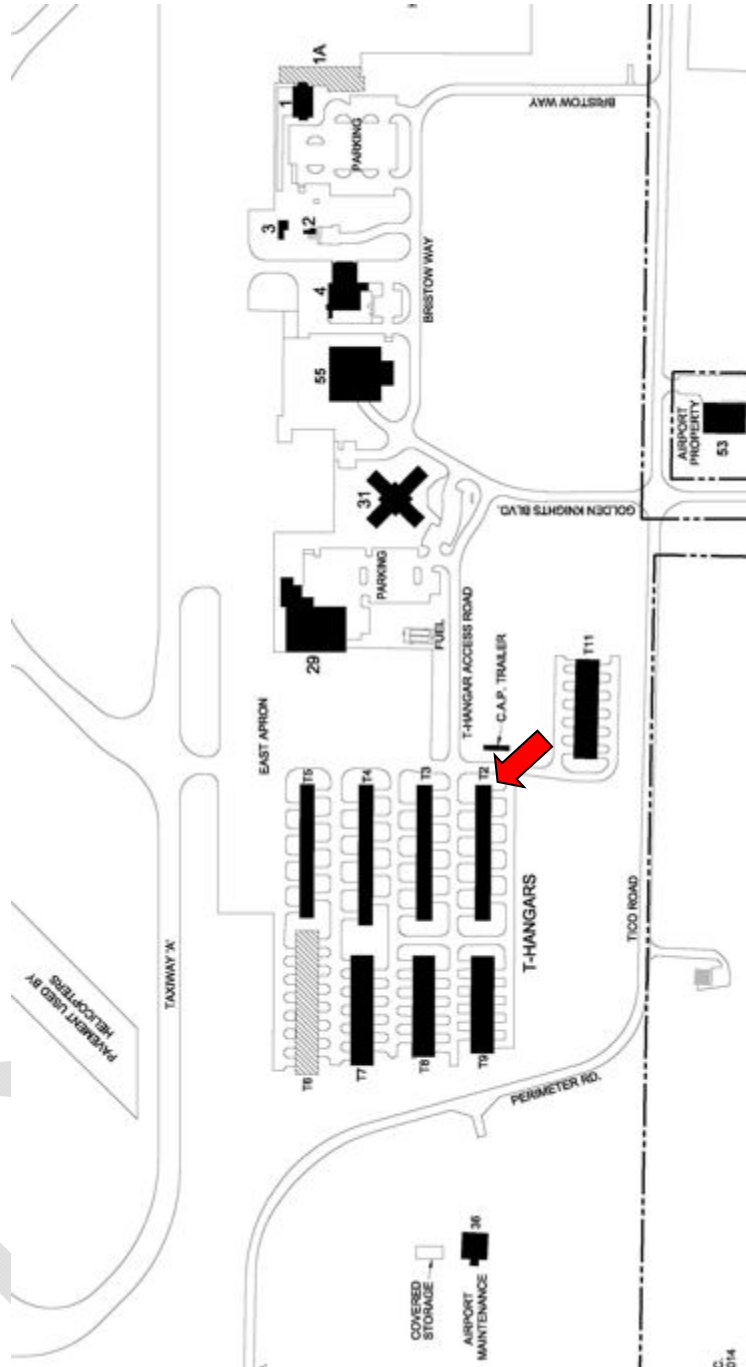 1A
1
PARKING
BRISTOW WAY
3
2
4
BRISTOW WAY
55
AIRPORT
PROPERTY
53
31
GOLDEN KNIGHTS BLVD.
PARKING
29
FUEL
T-HANGAR ACCESS ROAD
C.A.P. TRAILER
T11
EAST APRON
T5
T4
T3
T2
T-HANGARS
TICO ROAD
TAXIWAY 'A'
PAVEMENT USED BY
HELICOPTERS
T6
T7
T8
T9
PERIMETER RD.
COVERED
STORAGE
36
AIRPORT
MAINTENANCE
C.
014